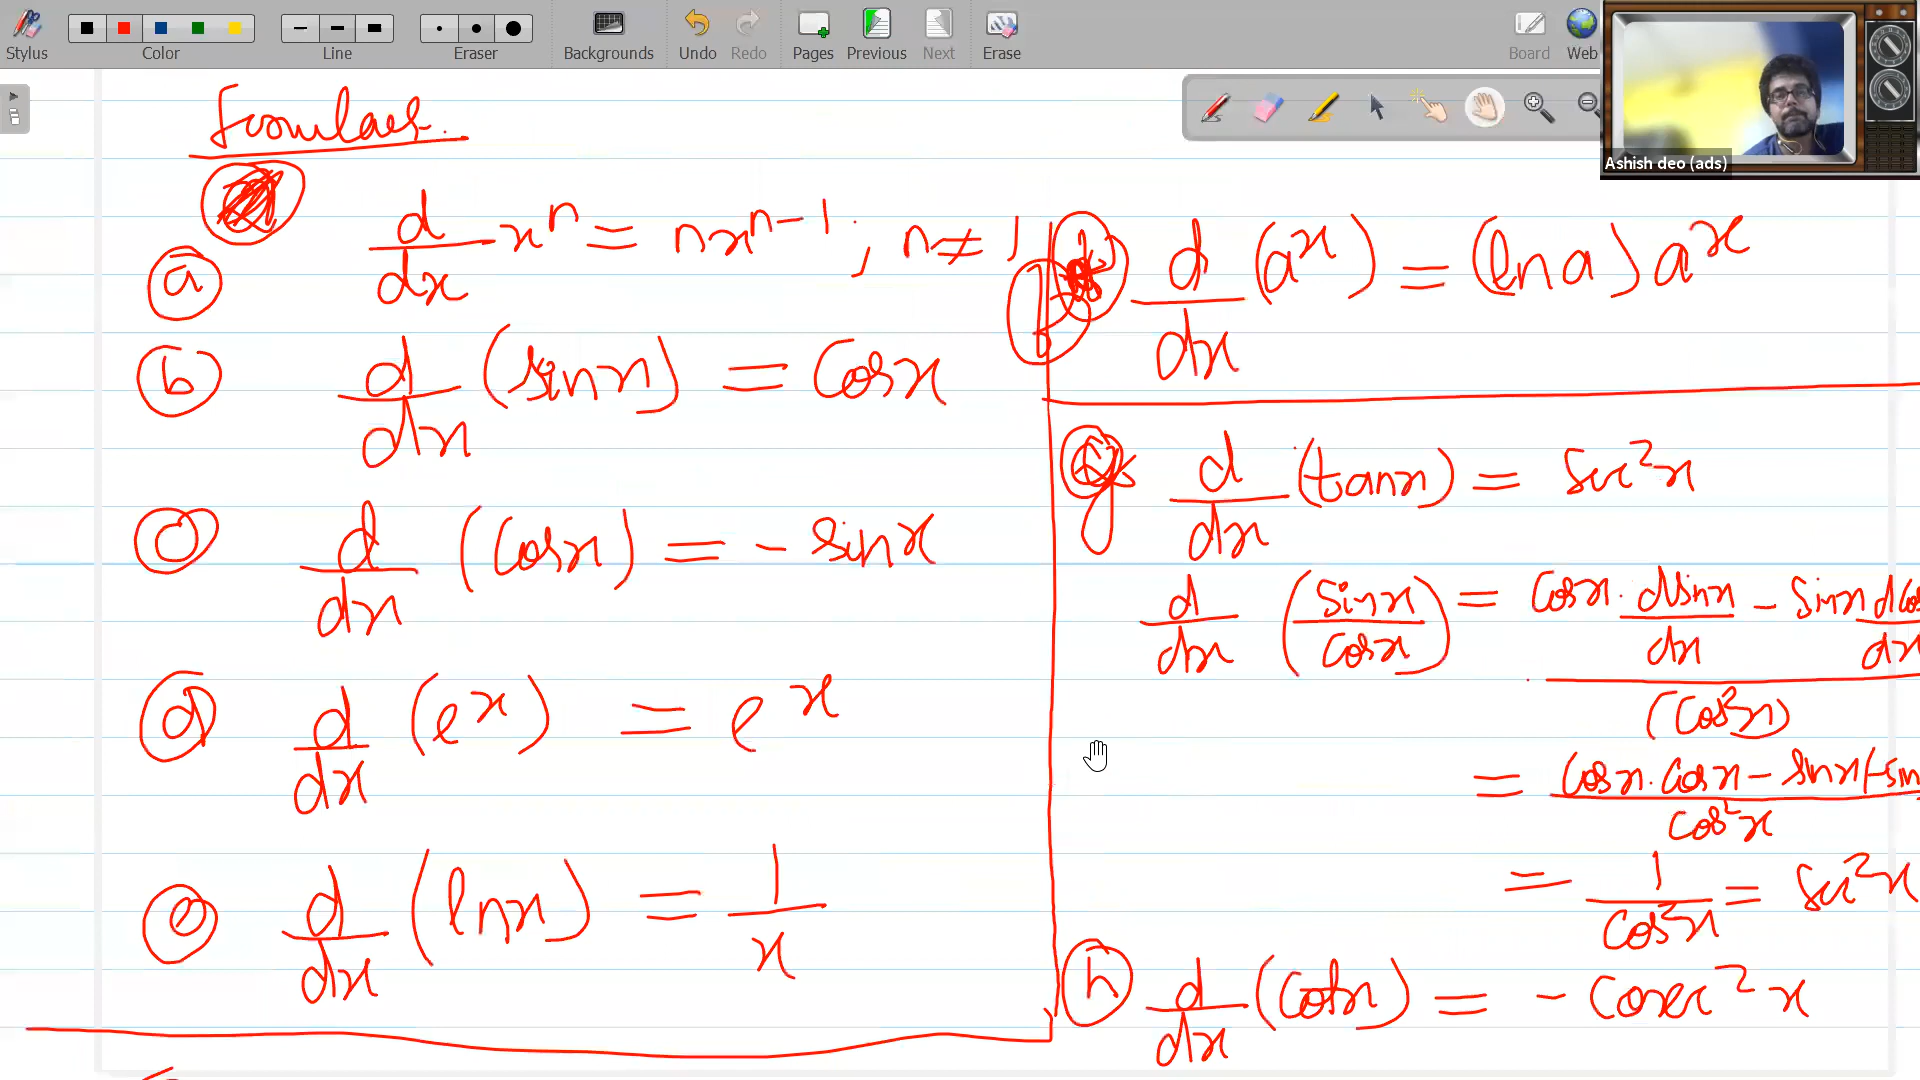 Stylus Color Line Eraser Backgrounds Undo Redo Pages Previous Next Erase Board Web
Ashish deo (ads)
Formulaes.
(a) d/dx x^n = nx^(n-1) ; n ≠ 1
(b) d/dx (sinx) = Cosx
(c) d/dx (Cosx) = - sinx
(d) d/dx (e^x) = e^x
(e) d/dx (lnx) = 1/x
(f) d/dx (a^x) = (ln a) a^x
(g) d/dx (tanx) = Sec²x
d/dx (sinx/cosx) = (Cosx . dsinx/dx - sinx dcos/dx) / (Cos²x)
= (Cosx . Cosx - sinx(-sin) / Cos²x
= 1/Cos²x = Sec²x
(h) d/dx (Cotx) = - Cosec²x